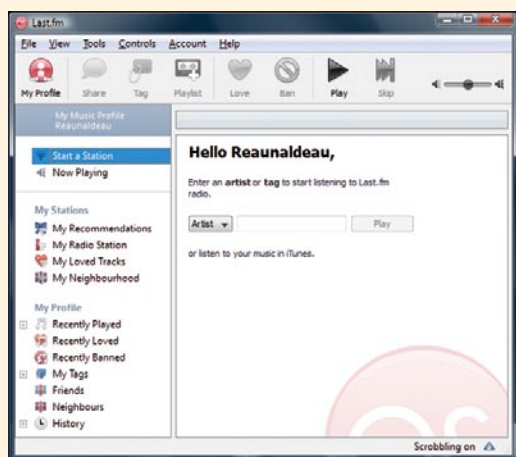 Last.fm
File View Tools Controls Account Help
My Profile Share Tag Playlist Love Ban Play Skip
My Music Profile
Reaunaldeau
Start a Station
Now Playing
My Stations
My Recommendations
My Radio Station
My Loved Tracks
My Neighbourhood
My Profile
Recently Played
Recently Loved
Recently Banned
My Tags
Friends
Neighbours
History
Hello Reaunaldeau,
Enter an artist or tag to start listening to Last.fm
radio.
Artist Play
or listen to your music in iTunes.
os
Scrobbling on